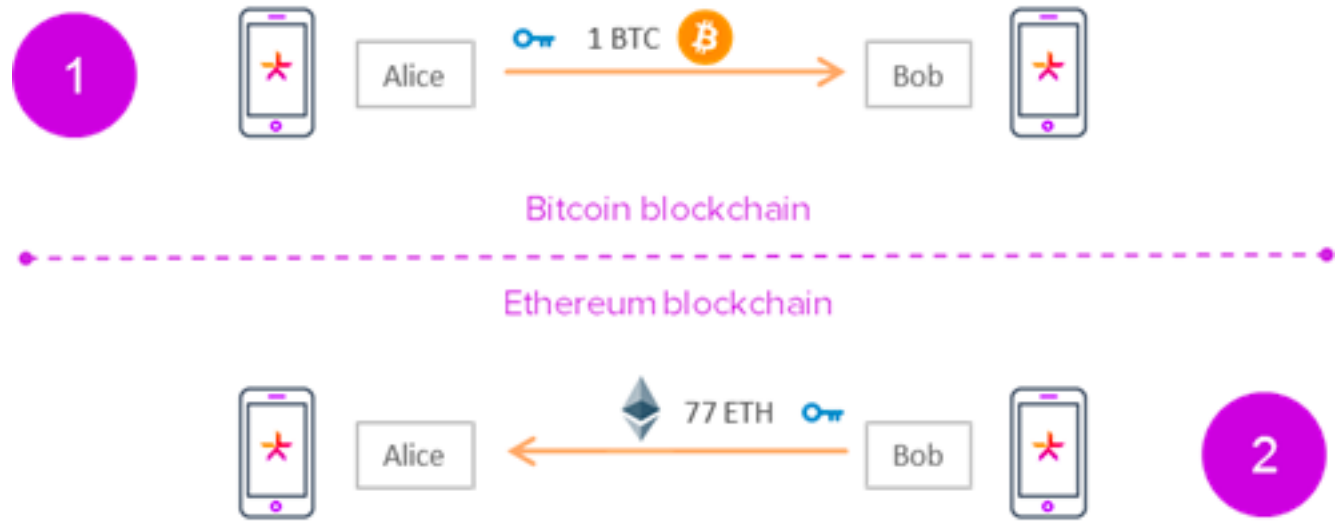 1
Alice
1 BTC
Bob
Bitcoin blockchain
Ethereum blockchain
Alice
77 ETH
Bob
2